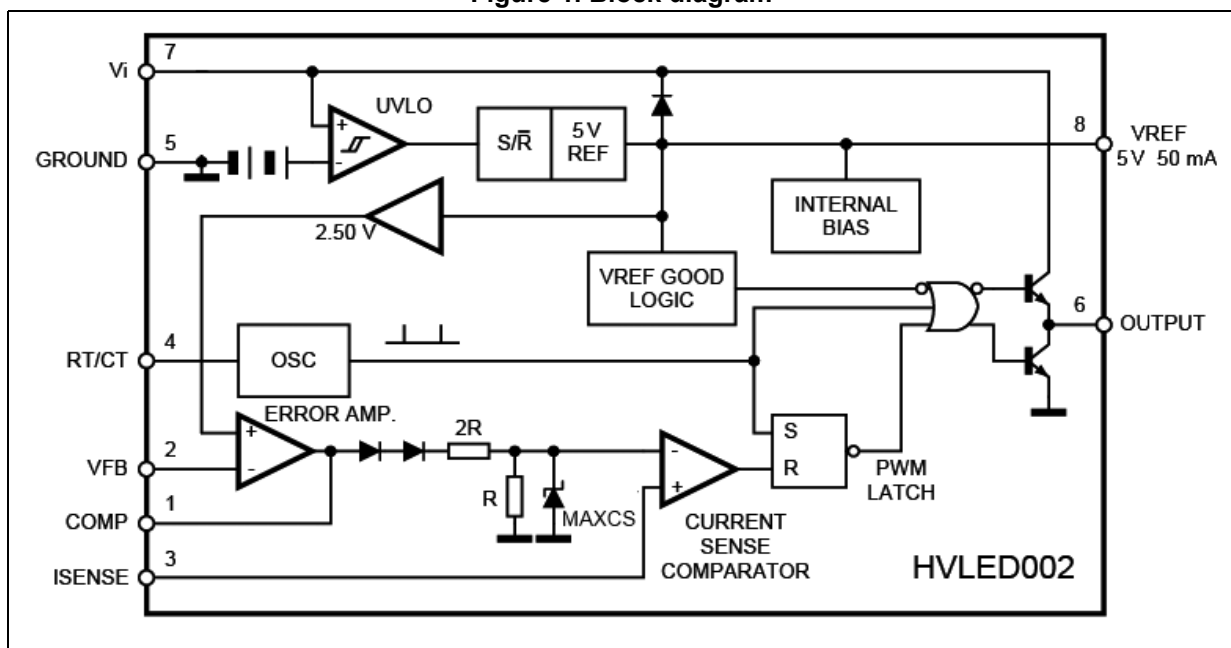 Figure 1. Block diagram
7
Vi
UVLO
+
-
5
GROUND
S/R̅
5 V
REF
8
VREF
5 V 50 mA
INTERNAL
BIAS
2.50 V
VREF GOOD
LOGIC
6
OUTPUT
4
RT/CT
OSC
ERROR AMP.
+
-
2R
2
VFB
R
MAXCS
-
+
S
R
PWM
LATCH
1
COMP
CURRENT
SENSE
COMPARATOR
3
ISENSE
HVLED002